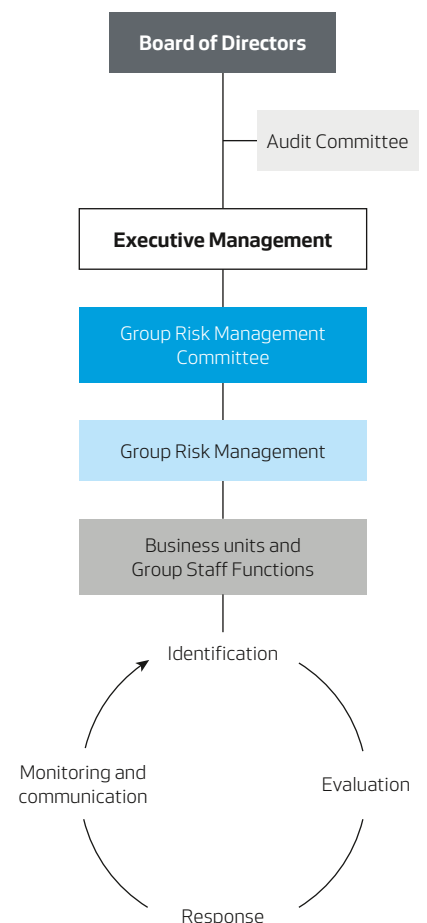 Board of Directors
Audit Committee
Executive Management
Group Risk Management
Committee
Group Risk Management
Business units and
Group Staff Functions
Identification
Monitoring and
communication
Evaluation
Response